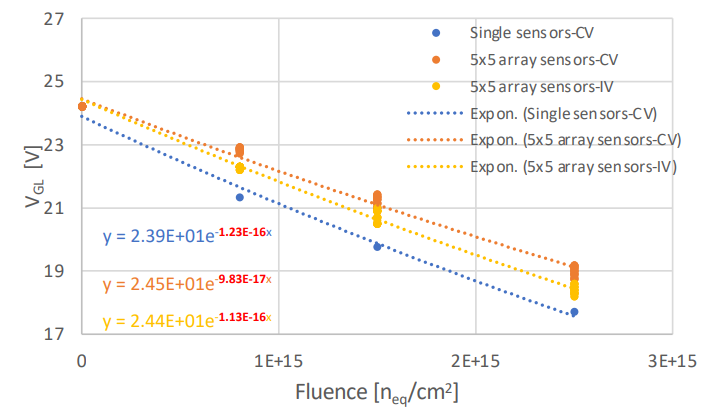 27
25
23
21
19
17
V_GL [V]
Single sensors-CV
5x5 array sensors-CV
5x5 array sensors-IV
Expon. (Single sensors-CV)
Expon. (5x5 array sensors-CV)
Expon. (5x5 array sensors-IV)
y = 2.39E+01e^-1.23E-16x
y = 2.45E+01e^-9.83E-17x
y = 2.44E+01e^-1.13E-16x
0 1E+15 2E+15 3E+15
Fluence [n_eq/cm²]